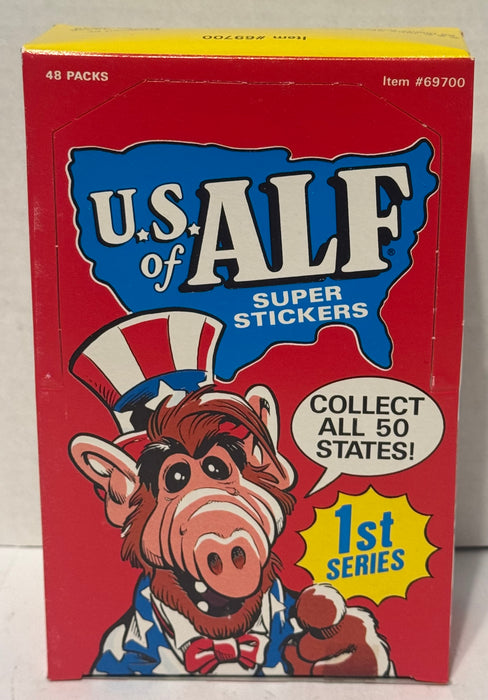 Item #69700
48 PACKS
Item #69700
U.S.
of ALF®
SUPER
STICKERS
COLLECT
ALL 50
STATES!
1st
SERIES